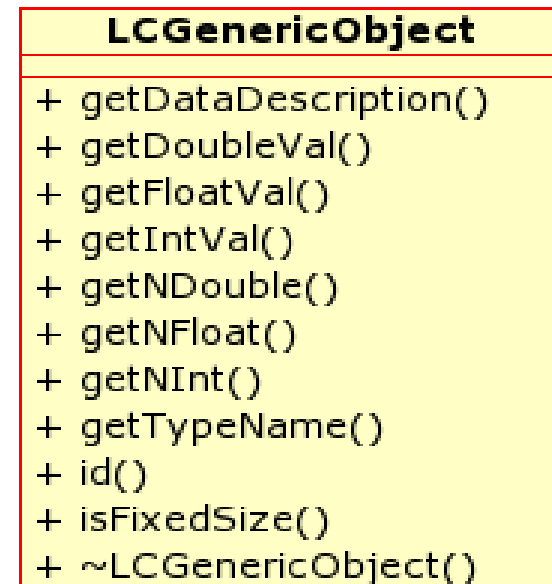 LCGenericObject
+ getDataDescription()
+ getDoubleVal()
+ getFloatVal()
+ getIntVal()
+ getNDouble()
+ getNFloat()
+ getNInt()
+ getTypeName()
+ id()
+ isFixedSize()
+ ~LCGenericObject()